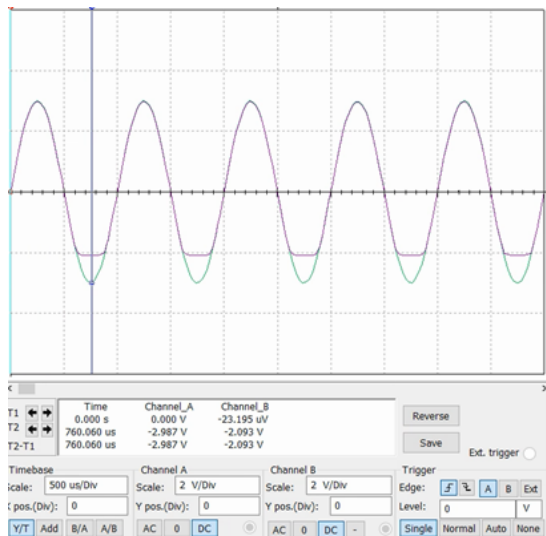 Time Channel_A Channel_B
T1 0.000 s 0.000 V -23.195 uV
T2 760.060 us -2.987 V -2.093 V
T2-T1 760.060 us -2.987 V -2.093 V
Reverse
Save
Ext. trigger
Timebase
Scale: 500 us/Div
X pos.(Div): 0
Y/T Add B/A A/B
Channel A
Scale: 2 V/Div
Y pos.(Div): 0
AC 0 DC
Channel B
Scale: 2 V/Div
Y pos.(Div): 0
AC 0 DC -
Trigger
Edge: A B Ext
Level: 0 V
Single Normal Auto None